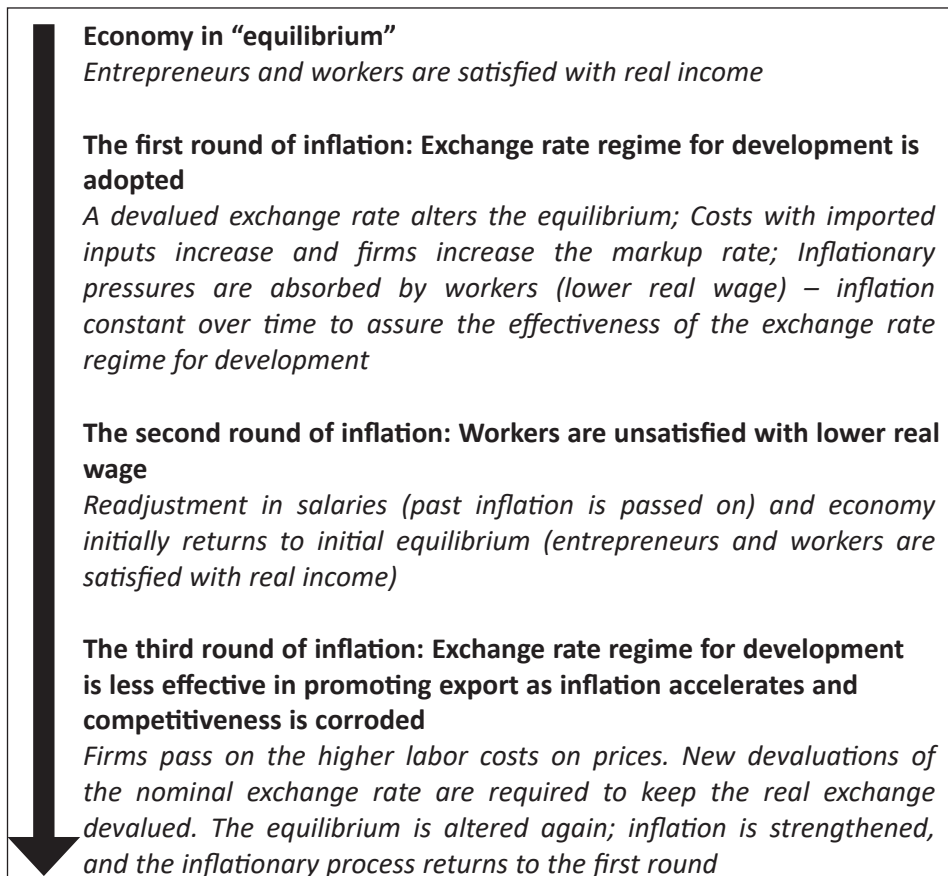 Economy in “equilibrium”
Entrepreneurs and workers are satisfied with real income
The first round of inflation: Exchange rate regime for development is
adopted
A devalued exchange rate alters the equilibrium; Costs with imported
inputs increase and firms increase the markup rate; Inflationary
pressures are absorbed by workers (lower real wage) – inflation
constant over time to assure the effectiveness of the exchange rate
regime for development
The second round of inflation: Workers are unsatisfied with lower real
wage
Readjustment in salaries (past inflation is passed on) and economy
initially returns to initial equilibrium (entrepreneurs and workers are
satisfied with real income)
The third round of inflation: Exchange rate regime for development
is less effective in promoting export as inflation accelerates and
competitiveness is corroded
Firms pass on the higher labor costs on prices. New devaluations of
the nominal exchange rate are required to keep the real exchange
devalued. The equilibrium is altered again; inflation is strengthened,
and the inflationary process returns to the first round